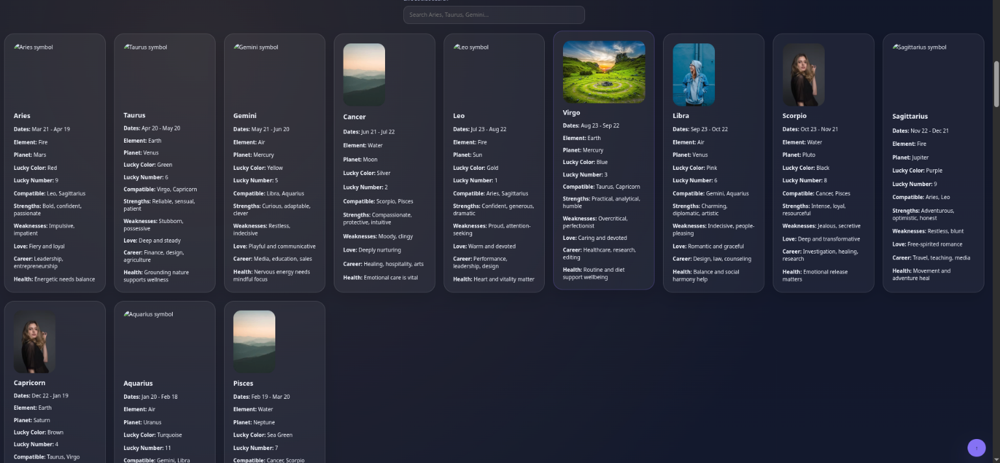 Search Aries, Taurus, Gemini...
Aries symbol
Aries
Dates: Mar 21 - Apr 19
Element: Fire
Planet: Mars
Lucky Color: Red
Lucky Number: 9
Compatible: Leo, Sagittarius
Strengths: Bold, confident,
passionate
Weaknesses: Impulsive,
impatient
Love: Fiery and loyal
Career: Leadership,
entrepreneurship
Health: Energetic needs balance
Taurus symbol
Taurus
Dates: Apr 20 - May 20
Element: Earth
Planet: Venus
Lucky Color: Green
Lucky Number: 6
Compatible: Virgo, Capricorn
Strengths: Reliable, sensual,
patient
Weaknesses: Stubborn,
possessive
Love: Deep and steady
Career: Finance, design,
agriculture
Health: Grounding nature
supports wellness
Gemini symbol
Gemini
Dates: May 21 - Jun 20
Element: Air
Planet: Mercury
Lucky Color: Yellow
Lucky Number: 5
Compatible: Libra, Aquarius
Strengths: Curious, adaptable,
clever
Weaknesses: Restless,
indecisive
Love: Playful and communicative
Career: Media, education, sales
Health: Nervous energy needs
mindful focus
Cancer
Dates: Jun 21 - Jul 22
Element: Water
Planet: Moon
Lucky Color: Silver
Lucky Number: 2
Compatible: Scorpio, Pisces
Strengths: Compassionate,
protective, intuitive
Weaknesses: Moody, clingy
Love: Deeply nurturing
Career: Healing, hospitality, arts
Health: Emotional care is vital
Leo symbol
Leo
Dates: Jul 23 - Aug 22
Element: Fire
Planet: Sun
Lucky Color: Gold
Lucky Number: 1
Compatible: Aries, Sagittarius
Strengths: Confident, generous,
dramatic
Weaknesses: Proud, attention-
seeking
Love: Warm and devoted
Career: Performance,
leadership, design
Health: Heart and vitality matter
Virgo
Dates: Aug 23 - Sep 22
Element: Earth
Planet: Mercury
Lucky Color: Blue
Lucky Number: 3
Compatible: Taurus, Capricorn
Strengths: Practical, analytical,
humble
Weaknesses: Overcritical,
perfectionist
Love: Caring and devoted
Career: Healthcare, research,
editing
Health: Routine and diet
support wellbeing
Libra
Dates: Sep 23 - Oct 22
Element: Air
Planet: Venus
Lucky Color: Pink
Lucky Number: 6
Compatible: Gemini, Aquarius
Strengths: Charming,
diplomatic, artistic
Weaknesses: Indecisive, people-
pleasing
Love: Romantic and graceful
Career: Design, law, counseling
Health: Balance and social
harmony help
Scorpio
Dates: Oct 23 - Nov 21
Element: Water
Planet: Pluto
Lucky Color: Black
Lucky Number: 8
Compatible: Cancer, Pisces
Strengths: Intense, loyal,
resourceful
Weaknesses: Jealous, secretive
Love: Deep and transformative
Career: Investigation, healing,
research
Health: Emotional release
matters
Sagittarius symbol
Sagittarius
Dates: Nov 22 - Dec 21
Element: Fire
Planet: Jupiter
Lucky Color: Purple
Lucky Number: 9
Compatible: Aries, Leo
Strengths: Adventurous,
optimistic, honest
Weaknesses: Restless, blunt
Love: Free-spirited romance
Career: Travel, teaching, media
Health: Movement and
adventure heal
Capricorn
Dates: Dec 22 - Jan 19
Element: Earth
Planet: Saturn
Lucky Color: Brown
Lucky Number: 4
Compatible: Taurus, Virgo
Aquarius symbol
Aquarius
Dates: Jan 20 - Feb 18
Element: Air
Planet: Uranus
Lucky Color: Turquoise
Lucky Number: 11
Compatible: Gemini, Libra
Pisces
Dates: Feb 19 - Mar 20
Element: Water
Planet: Neptune
Lucky Color: Sea Green
Lucky Number: 7
Compatible: Cancer, Scorpio
↑